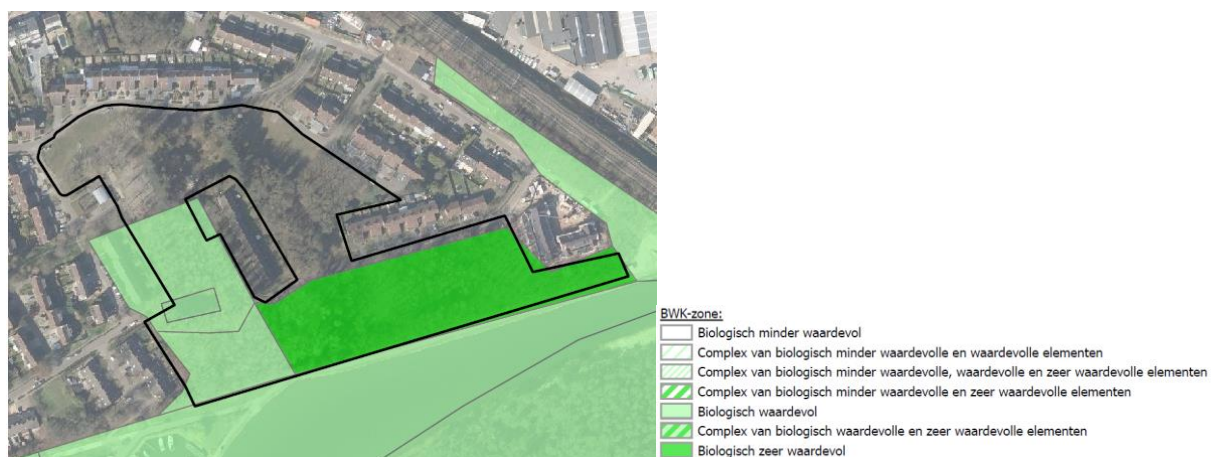 BWK-zone:
Biologisch minder waardevol
Complex van biologisch minder waardevolle en waardevolle elementen
Complex van biologisch minder waardevolle, waardevolle en zeer waardevolle elementen
Complex van biologisch minder waardevolle en zeer waardevolle elementen
Biologisch waardevol
Complex van biologisch waardevolle en zeer waardevolle elementen
Biologisch zeer waardevol